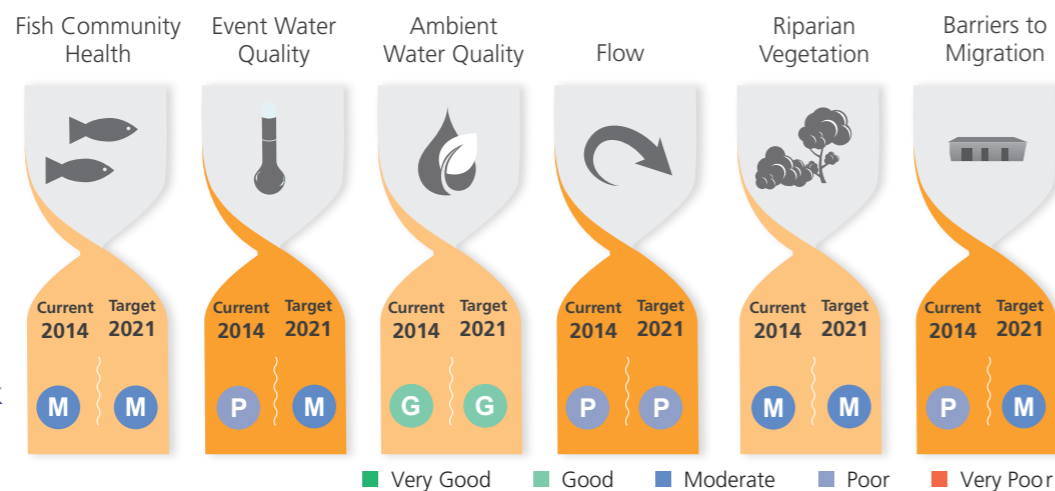 Fish Community
Health
Event Water
Quality
Ambient
Water Quality
Flow
Riparian
Vegetation
Barriers to
Migration
Current Target
2014 2021
M M
Current Target
2014 2021
P M
Current Target
2014 2021
G G
Current Target
2014 2021
P P
Current Target
2014 2021
M M
Current Target
2014 2021
P M
Very Good Good Moderate Poor Very Poor